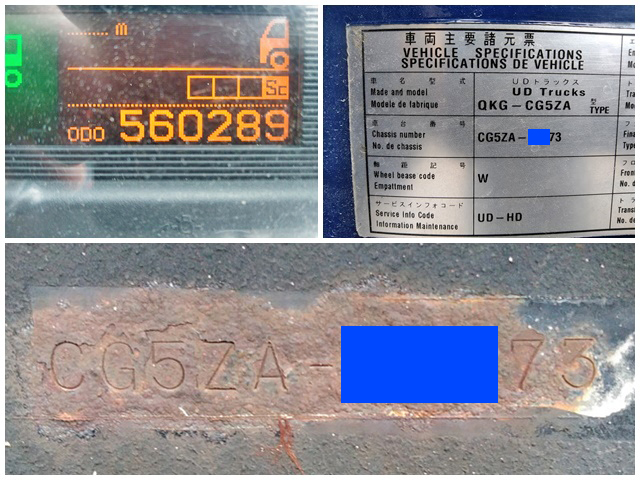 m
Sc
ODO 560289
車両主要諸元票
VEHICLE SPECIFICATIONS
SPECIFICATIONS DE VEHICLE
車名型式
Made and model
Modele de fabrique
UDトラックス
UD Trucks
QKG-CG5ZA
型
TYPE
車台番号
Chassis number
No. de chassis
CG5ZA- 73
軸距記号
Wheel bease code
Empattment
W
サービスインフォコード
Service Info Code
Information Maintenance
UD-HD
CG5ZA- 73